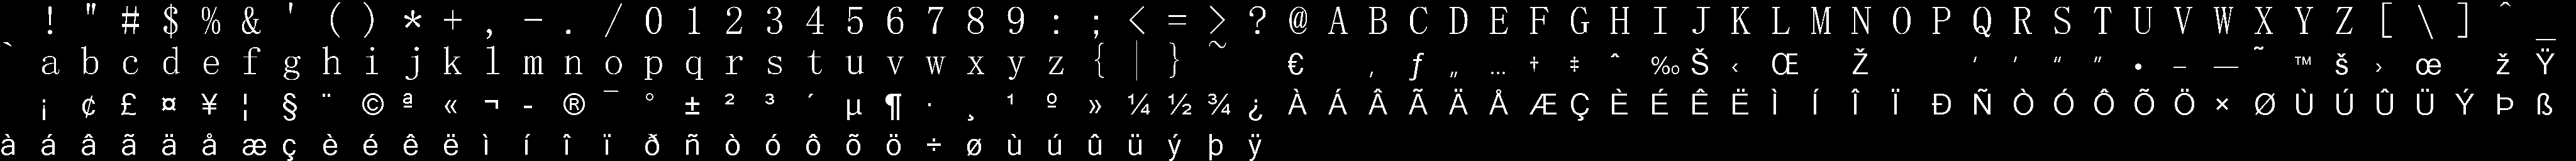 ! " # $ % & ' ( ) * + , - . / 0 1 2 3 4 5 6 7 8 9 : ; < = > ? @ A B C D E F G H I J K L M N O P Q R S T U V W X Y Z [ \ ] ^ _
` a b c d e f g h i j k l m n o p q r s t u v w x y z { | } ~ € ‚ ƒ „ … † ‡ ˆ ‰ Š ‹ Œ Ž ‘ ’ “ ” • – — ˜ ™ š › œ ž Ÿ
¡ ¢ £ ¤ ¥ ¦ § ¨ © ª « ¬ - ® ¯ ° ± ² ³ ´ µ ¶ · ¸ ¹ º » ¼ ½ ¾ ¿ À Á Â Ã Ä Å Æ Ç È É Ê Ë Ì Í Î Ï Ð Ñ Ò Ó Ô Õ Ö × Ø Ù Ú Û Ü Ý Þ ß
à á â ã ä å æ ç è é ê ë ì í î ï ð ñ ò ó ô õ ö ÷ ø ù ú û ü ý þ ÿ